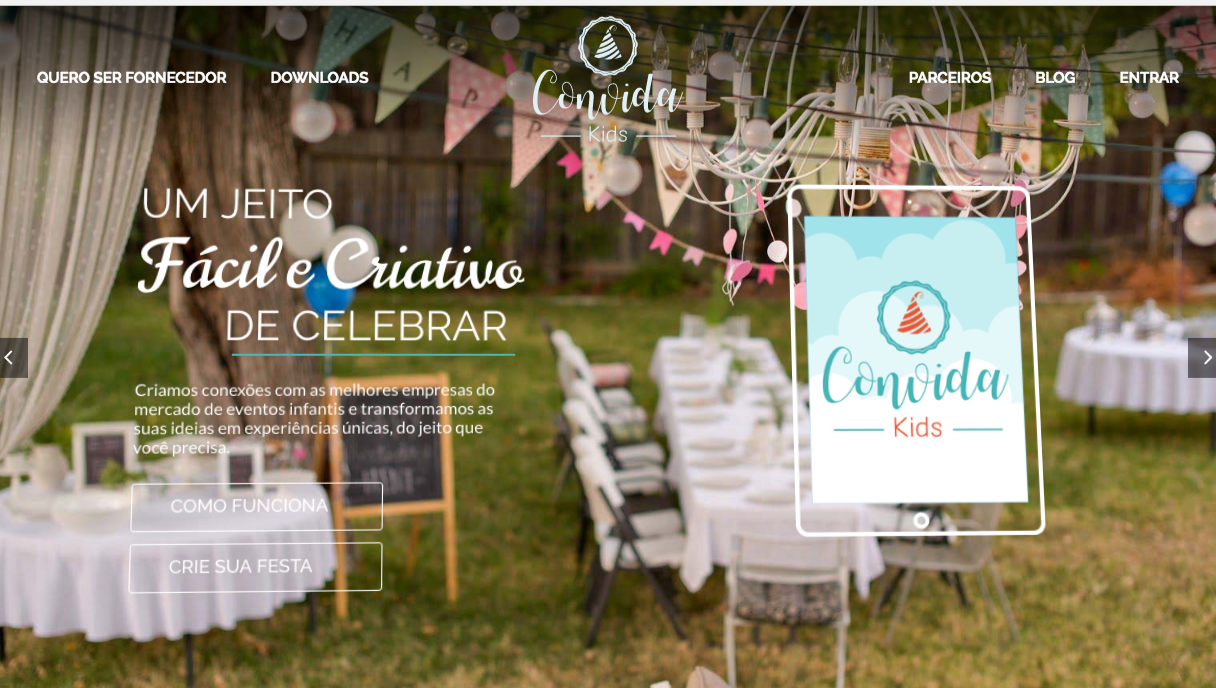 QUERO SER FORNECEDOR
DOWNLOADS
Convida
Kids
PARCEIROS
BLOG
ENTRAR
H A P P
Y
UM JEITO
Fácil e Criativo
DE CELEBRAR
Criamos conexões com as melhores empresas do
mercado de eventos infantis e transformamos as
suas ideias em experiências únicas, do jeito que
você precisa.
COMO FUNCIONA
CRIE SUA FESTA
Convida
Kids